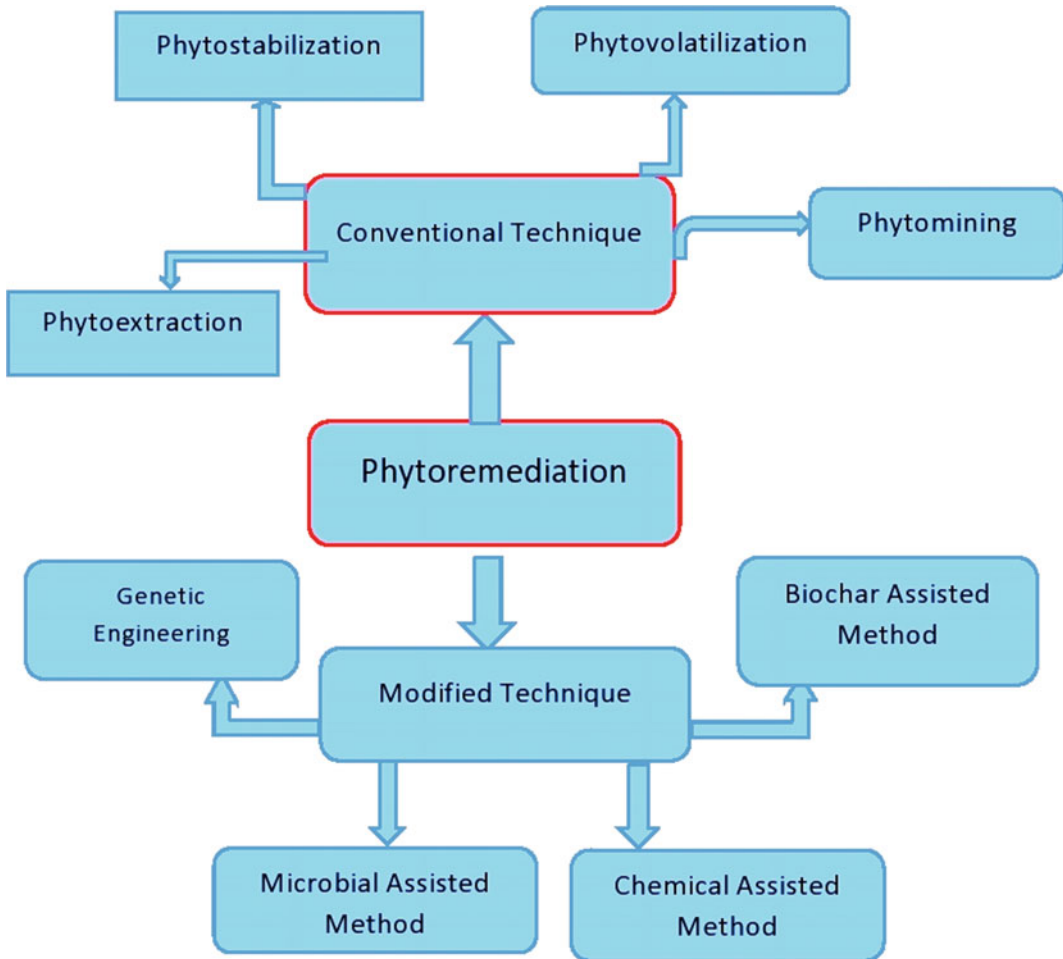 Phytostabilization
Phytovolatilization
Conventional Technique
Phytomining
Phytoextraction
Phytoremediation
Genetic
Engineering
Biochar Assisted
Method
Modified Technique
Microbial Assisted
Method
Chemical Assisted
Method